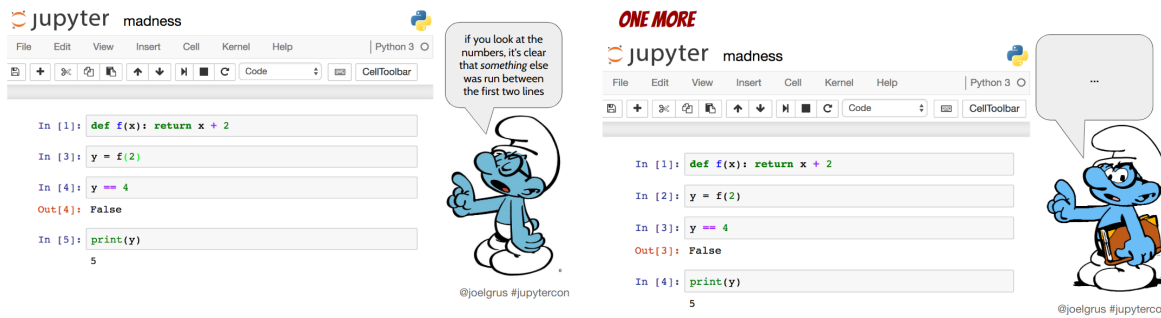 jupyter madness
File Edit View Insert Cell Kernel Help Python 3
Code CellToolbar
In [1]: def f(x): return x + 2
In [3]: y = f(2)
In [4]: y == 4
Out[4]: False
In [5]: print(y)
5
if you look at the
numbers, it's clear
that something else
was run between
the first two lines
@joelgrus #jupytercon
ONE MORE
jupyter madness
File Edit View Insert Cell Kernel Help Python 3
Code CellToolbar
In [1]: def f(x): return x + 2
In [2]: y = f(2)
In [3]: y == 4
Out[3]: False
In [4]: print(y)
5
...
@joelgrus #jupyterco